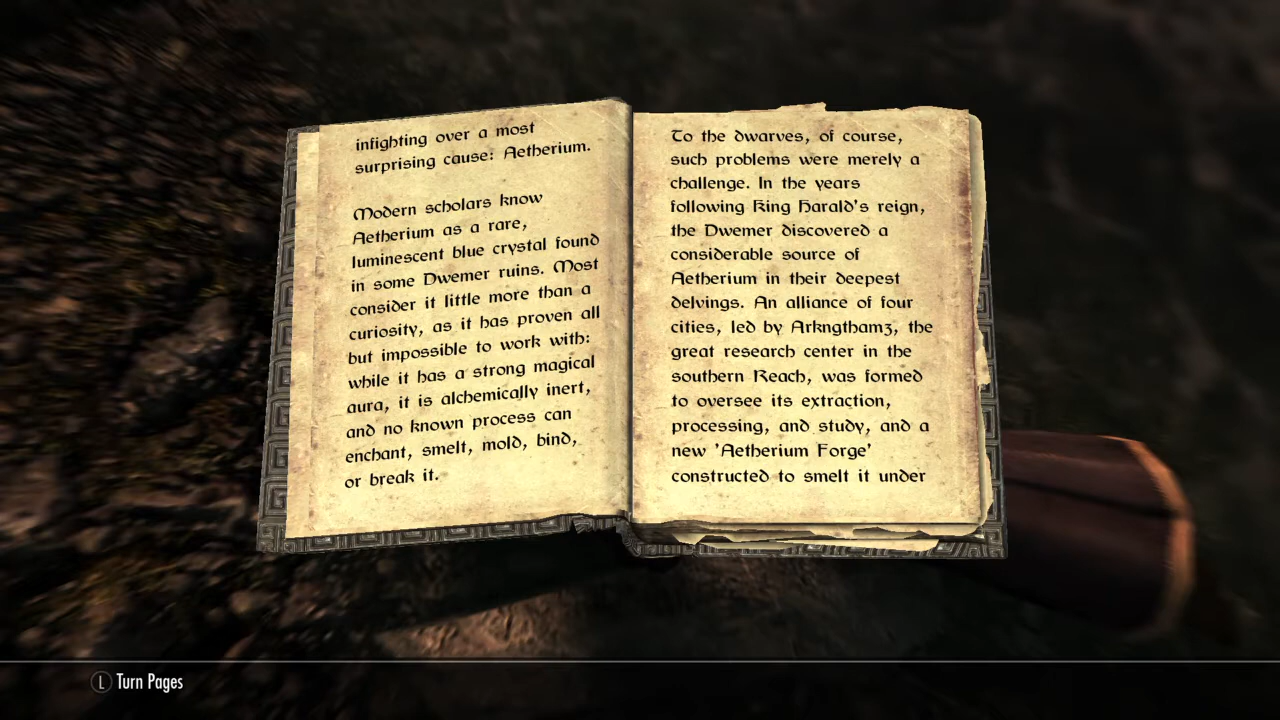 infighting over a most
surprising cause: Aetherium.
Modern scholars know
Aetherium as a rare,
luminescent blue crystal found
in some Dwemer ruins. Most
consider it little more than a
curiosity, as it has proven all
but impossible to work with:
while it has a strong magical
aura, it is alchemically inert,
and no known process can
enchant, smelt, mold, bind,
or break it.
To the dwarves, of course,
such problems were merely a
challenge. In the years
following King Harald's reign,
the Dwemer discovered a
considerable source of
Aetherium in their deepest
delvings. An alliance of four
cities, led by Arkngthamz, the
great research center in the
southern Reach, was formed
to oversee its extraction,
processing, and study, and a
new 'Aetherium Forge'
constructed to smelt it under
L Turn Pages